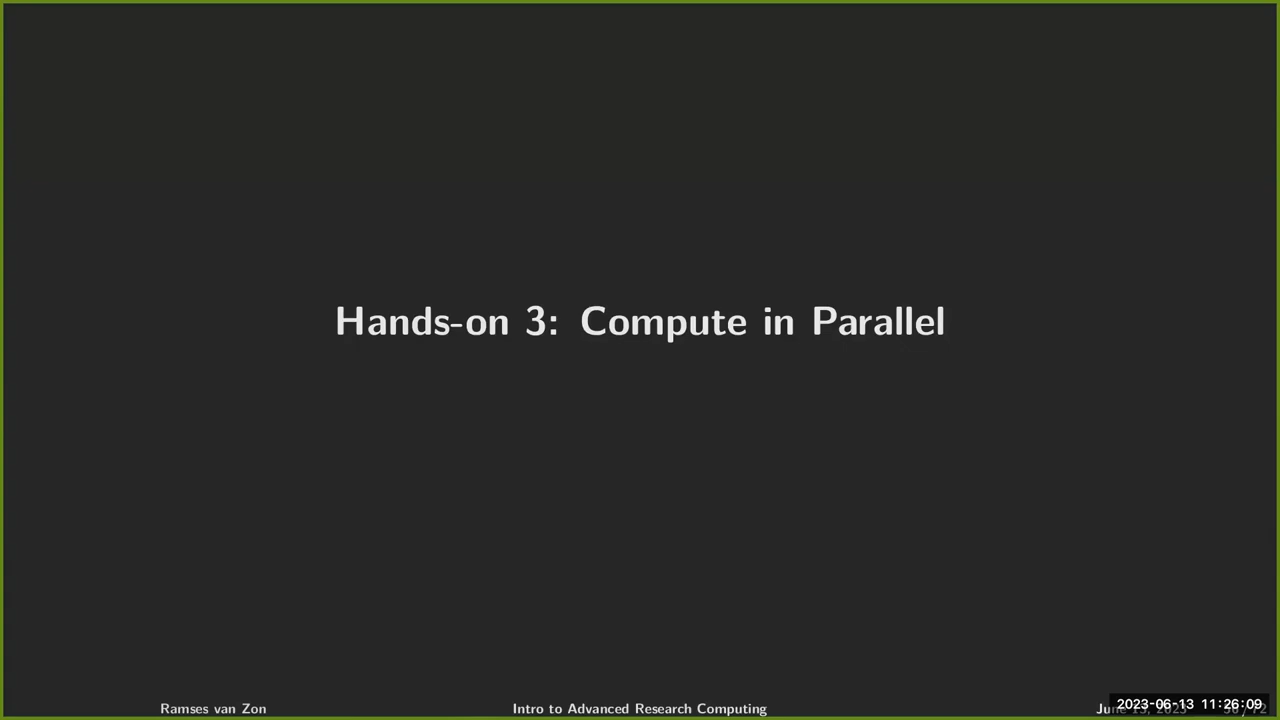 Hands-on 3: Compute in Parallel
Ramses van Zon
Intro to Advanced Research Computing
2023-06-13 11:26:09